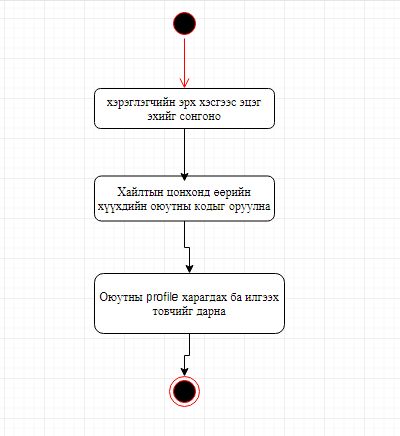 хэрэглэгчийн эрх хэсгээс эцэг
эхийг сонгоно
Хайлтын цонхонд өөрийн
хүүхдийн оюутны кодыг оруулна
Оюутны profile харагдах ба илгээх
товчийг дарна